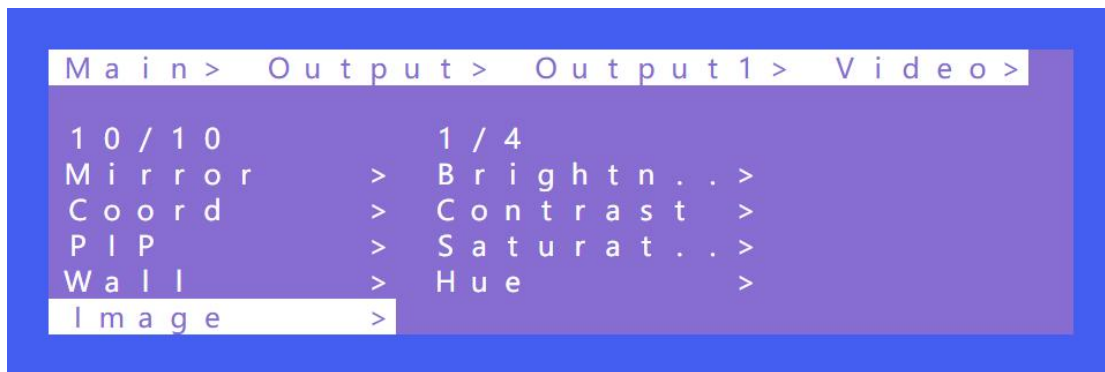 Main> Output> Output1> Video>
10/10 1/4
Mirror > Brightn..>
Coord > Contrast >
PIP > Saturat..>
Wall > Hue >
Image >